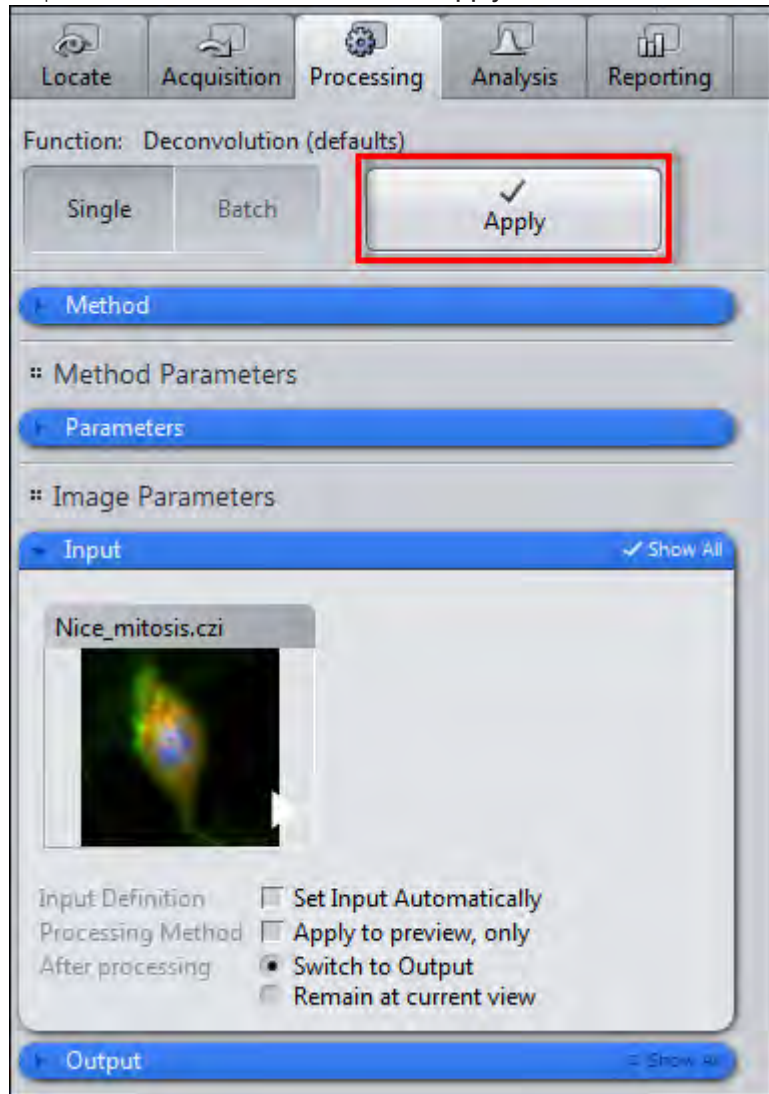 Locate Acquisition Processing Analysis Reporting
Function: Deconvolution (defaults)
Single Batch Apply
Method
Method Parameters
Parameters
Image Parameters
Input Show All
Nice_mitosis.czi
Input Definition Set Input Automatically
Processing Method Apply to preview, only
After processing Switch to Output
Remain at current view
Output Show All